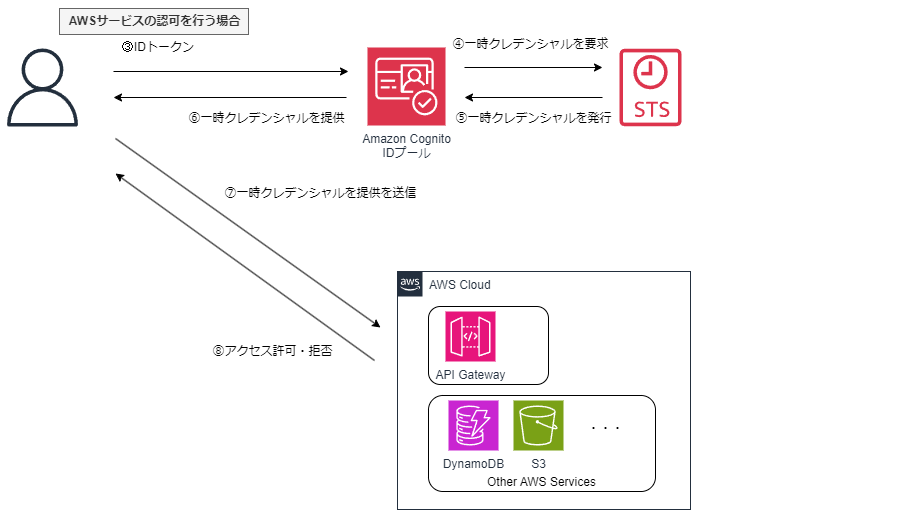 AWSサービスの認可を行う場合
③IDトークン
④一時クレデンシャルを要求
⑥一時クレデンシャルを提供
⑤一時クレデンシャルを発行
STS
Amazon Cognito
IDプール
⑦一時クレデンシャルを提供を送信
aws
AWS Cloud
⑧アクセス許可・拒否
API Gateway
・・・
DynamoDB
S3
Other AWS Services